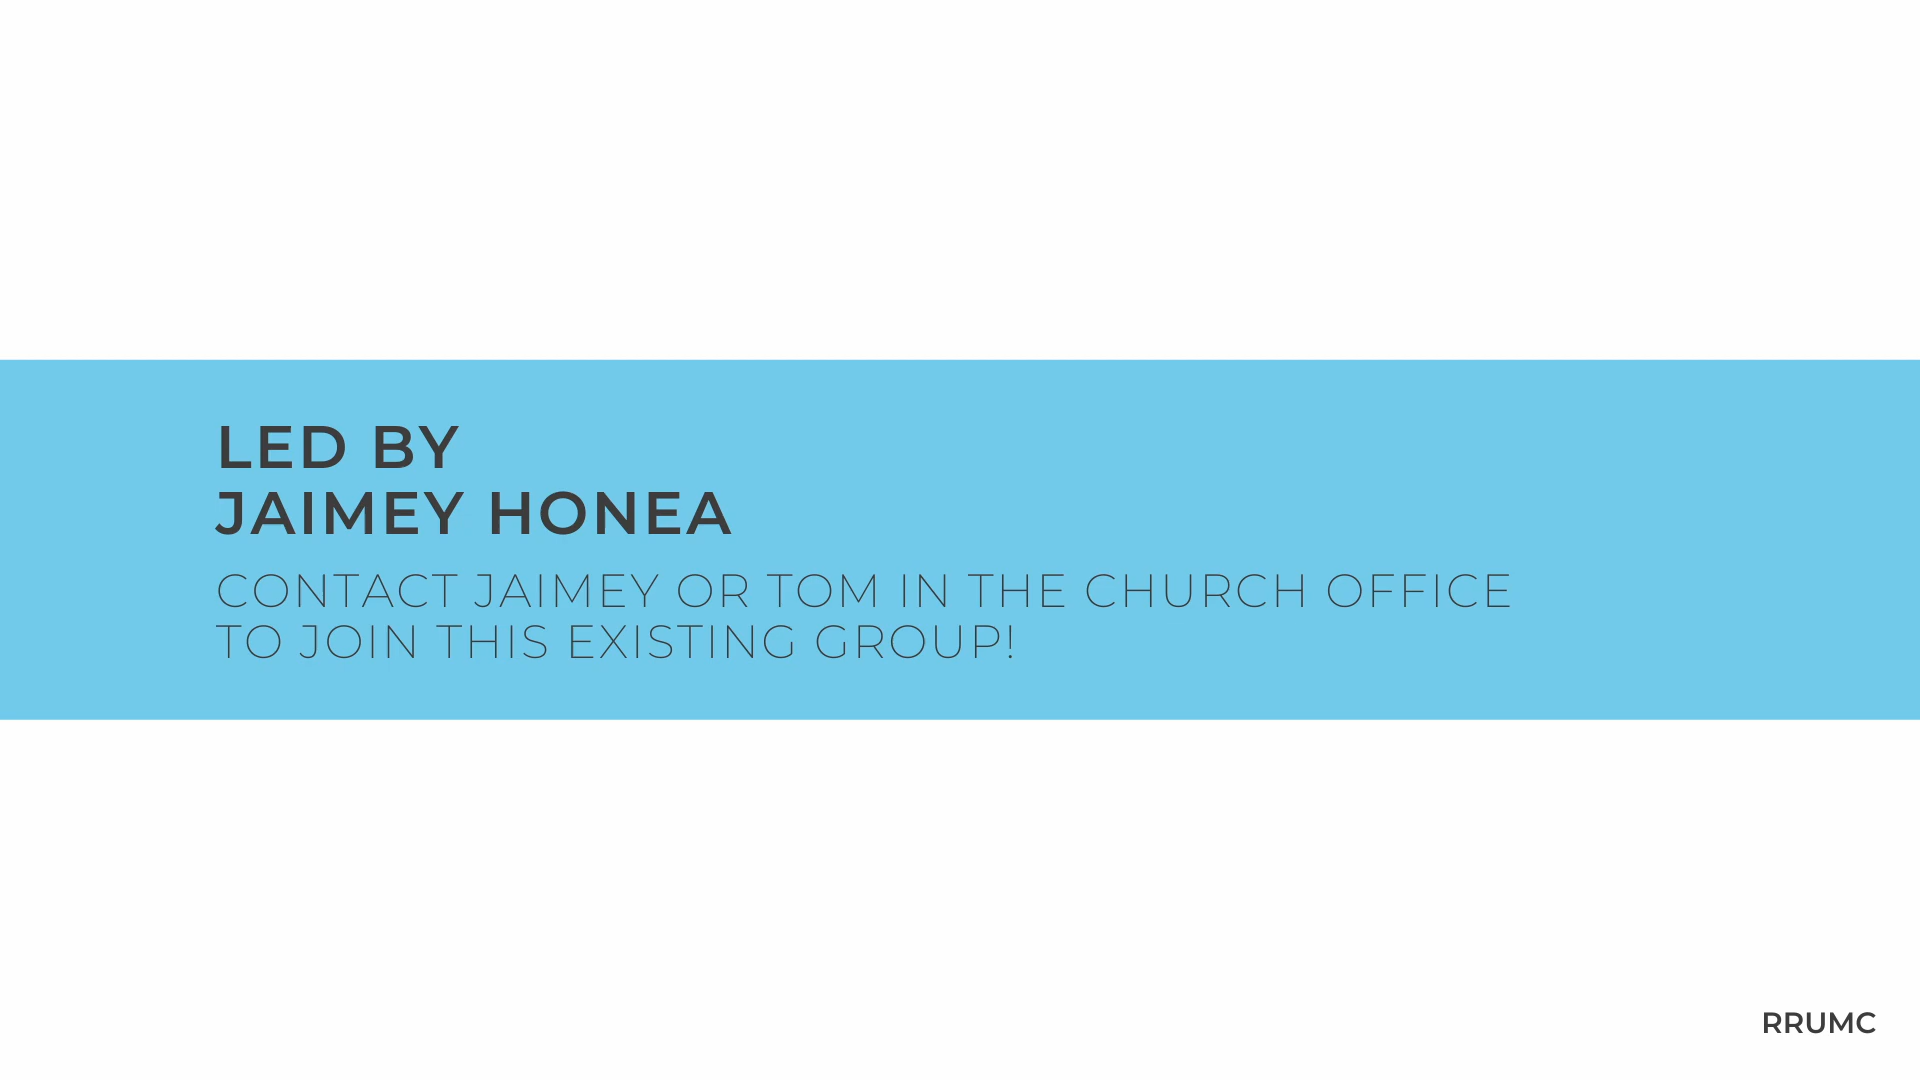 LED BY
JAIMEY HONEA
CONTACT JAIMEY OR TOM IN THE CHURCH OFFICE
TO JOIN THIS EXISTING GROUP!
RRUMC